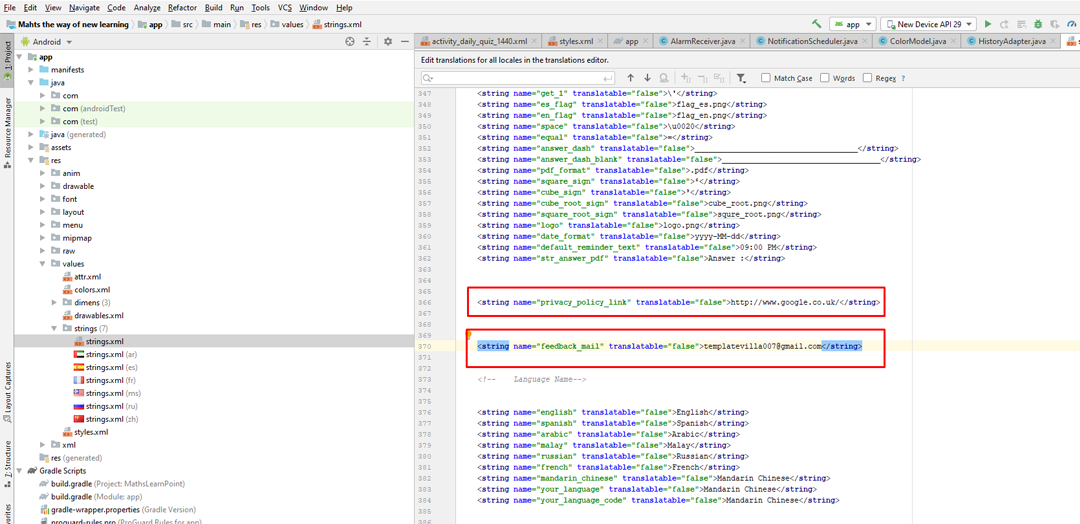 File Edit View Navigate Code Analyze Refactor Build Run Tools VCS Window Help
Mahts the way of new learning app src main res values strings.xml
app New Device API 29
Android
activity_daily_quiz_1440.xml styles.xml app AlarmReceiver.java NotificationScheduler.java ColorModel.java HistoryAdapter.java
Edit translations for all locales in the translations editor.
Match Case Words Regex ?
1: Project
Resource Manager
Layout Captures
7: Structure
app
manifests
java
com
com (androidTest)
com (test)
java (generated)
assets
res
anim
drawable
font
layout
menu
mipmap
raw
values
attr.xml
colors.xml
dimens (3)
drawables.xml
strings (7)
strings.xml
strings.xml (ar)
strings.xml (es)
strings.xml (fr)
strings.xml (ms)
strings.xml (ru)
strings.xml (zh)
styles.xml
xml
res (generated)
Gradle Scripts
build.gradle (Project: MathsLearnPoint)
build.gradle (Module: app)
gradle-wrapper.properties (Gradle Version)
proguard-rules.pro (ProGuard Rules for app)
347 <string name="get_1" translatable="false">\'</string>
348 <string name="es_flag" translatable="false">flag_es.png</string>
349 <string name="en_flag" translatable="false">flag_en.png</string>
350 <string name="space" translatable="false">\u0020</string>
351 <string name="equal" translatable="false">=</string>
352 <string name="answer_dash" translatable="false">______________________________</string>
353 <string name="answer_dash_blank" translatable="false">_____________________________</string>
354 <string name="pdf_format" translatable="false">.pdf</string>
355 <string name="square_sign" translatable="false">²</string>
356 <string name="cube_sign" translatable="false">³</string>
357 <string name="cube_root_sign" translatable="false">cube_root.png</string>
358 <string name="square_root_sign" translatable="false">squre_root.png</string>
359 <string name="logo" translatable="false">logo.png</string>
360 <string name="date_format" translatable="false">yyyy-MM-dd</string>
361 <string name="default_reminder_text" translatable="false">09:00 PM</string>
362 <string name="str_answer_pdf" translatable="false">Answer :</string>
363
364
365
366 <string name="privacy_policy_link" translatable="false">http://www.google.co.uk/</string>
367
368
369
370 <string name="feedback_mail" translatable="false">templatevilla007@gmail.com</string>
371
372
373 <!-- Language Name-->
374
375
376 <string name="english" translatable="false">English</string>
377 <string name="spanish" translatable="false">Spanish</string>
378 <string name="arabic" translatable="false">Arabic</string>
379 <string name="malay" translatable="false">Malay</string>
380 <string name="russian" translatable="false">Russian</string>
381 <string name="french" translatable="false">French</string>
382 <string name="mandarin_chinese" translatable="false">Mandarin Chinese</string>
383 <string name="your_language" translatable="false">Mandarin Chinese</string>
384 <string name="your_language_code" translatable="false">Mandarin Chinese</string>
385
386